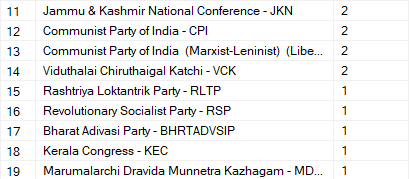 11 Jammu & Kashmir National Conference - JKN 2
12 Communist Party of India - CPI 2
13 Communist Party of India (Marxist-Leninist) (Libe... 2
14 Viduthalai Chiruthaigal Katchi - VCK 2
15 Rashtriya Loktantrik Party - RLTP 1
16 Revolutionary Socialist Party - RSP 1
17 Bharat Adivasi Party - BHRTADVSIP 1
18 Kerala Congress - KEC 1
19 Marumalarchi Dravida Munnetra Kazhagam - MD... 1